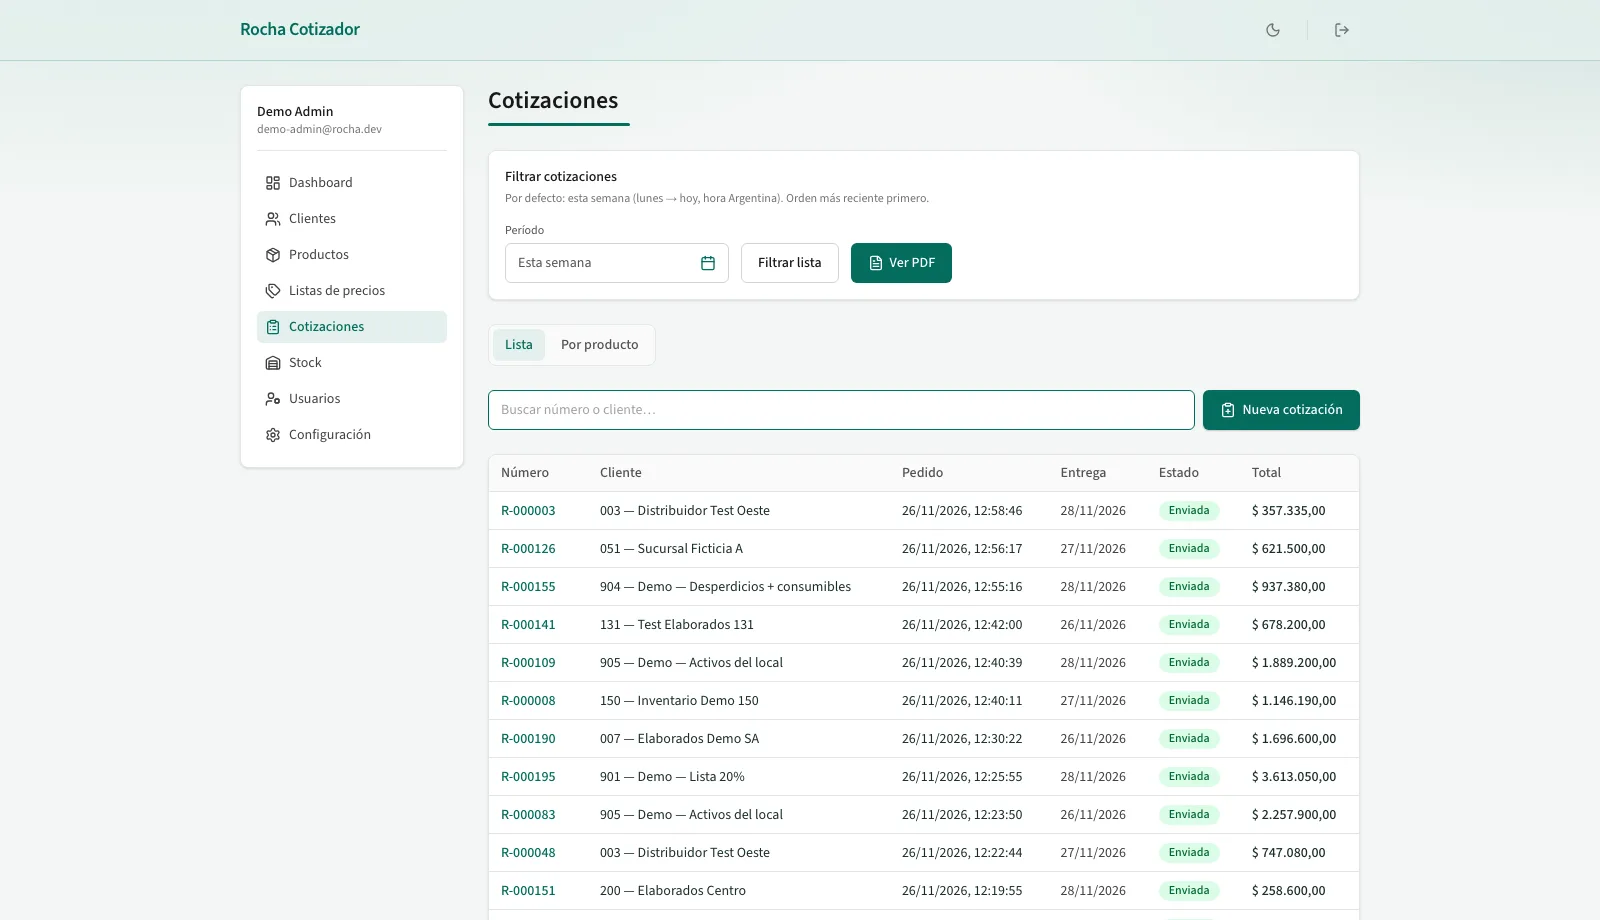 Rocha Cotizador
Demo Admin
demo-admin@rocha.dev
Dashboard
Clientes
Productos
Listas de precios
Cotizaciones
Stock
Usuarios
Configuración
Cotizaciones
Filtrar cotizaciones
Por defecto: esta semana (lunes → hoy, hora Argentina). Orden más reciente primero.
Período
Esta semana Filtrar lista Ver PDF
Lista Por producto
Buscar número o cliente… Nueva cotización
Número Cliente Pedido Entrega Estado Total
R-000003 003 — Distribuidor Test Oeste 26/11/2026, 12:58:46 28/11/2026 Enviada $ 357.335,00
R-000126 051 — Sucursal Ficticia A 26/11/2026, 12:56:17 27/11/2026 Enviada $ 621.500,00
R-000155 904 — Demo — Desperdicios + consumibles 26/11/2026, 12:55:16 28/11/2026 Enviada $ 937.380,00
R-000141 131 — Test Elaborados 131 26/11/2026, 12:42:00 26/11/2026 Enviada $ 678.200,00
R-000109 905 — Demo — Activos del local 26/11/2026, 12:40:39 28/11/2026 Enviada $ 1.889.200,00
R-000008 150 — Inventario Demo 150 26/11/2026, 12:40:11 27/11/2026 Enviada $ 1.146.190,00
R-000190 007 — Elaborados Demo SA 26/11/2026, 12:30:22 26/11/2026 Enviada $ 1.696.600,00
R-000195 901 — Demo — Lista 20% 26/11/2026, 12:25:55 28/11/2026 Enviada $ 3.613.050,00
R-000083 905 — Demo — Activos del local 26/11/2026, 12:23:50 26/11/2026 Enviada $ 2.257.900,00
R-000048 003 — Distribuidor Test Oeste 26/11/2026, 12:22:44 27/11/2026 Enviada $ 747.080,00
R-000151 200 — Elaborados Centro 26/11/2026, 12:19:55 28/11/2026 Enviada $ 258.600,00